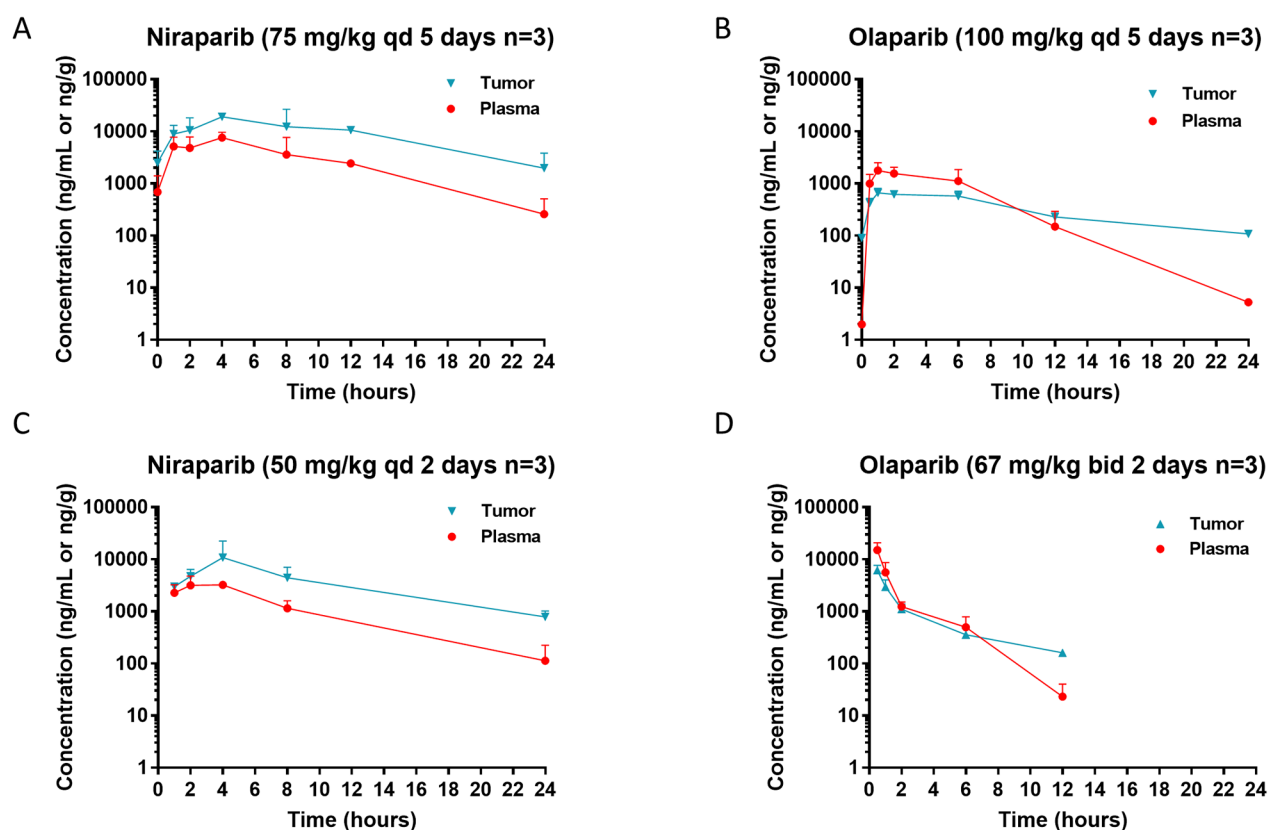 A
Niraparib (75 mg/kg qd 5 days n=3)
Concentration (ng/mL or ng/g)
100000
10000
1000
100
10
1
Tumor
Plasma
0 2 4 6 8 10 12 14 16 18 20 22 24
Time (hours)
B
Olaparib (100 mg/kg qd 5 days n=3)
Concentration (ng/mL or ng/g)
100000
10000
1000
100
10
1
Tumor
Plasma
0 2 4 6 8 10 12 14 16 18 20 22 24
Time (hours)
C
Niraparib (50 mg/kg qd 2 days n=3)
Concentration (ng/mL or ng/g)
100000
10000
1000
100
10
1
Tumor
Plasma
0 2 4 6 8 10 12 14 16 18 20 22 24
Time (hours)
D
Olaparib (67 mg/kg bid 2 days n=3)
Concentration (ng/mL or ng/g)
100000
10000
1000
100
10
1
Tumor
Plasma
0 2 4 6 8 10 12 14 16 18 20 22 24
Time (hours)